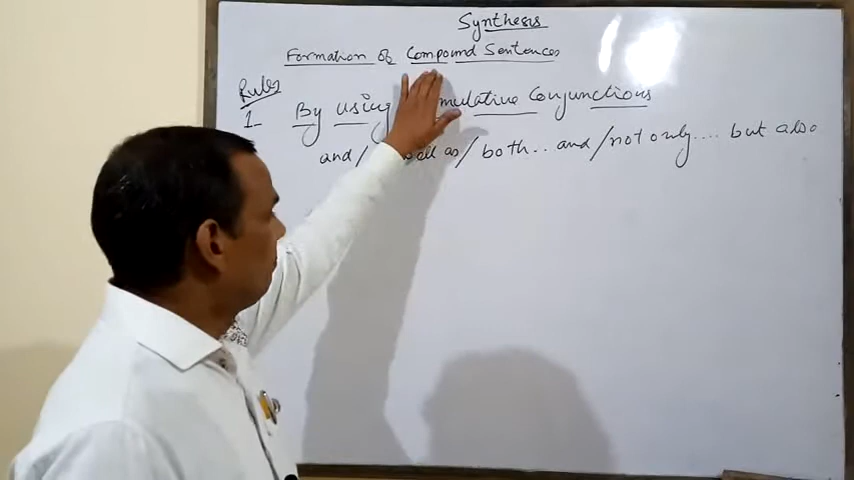 Synthesis
Formation of Compound Sentences
Rules
1 By using mulative Conjunctions
and/ well as/ both.. and/not only.... but also